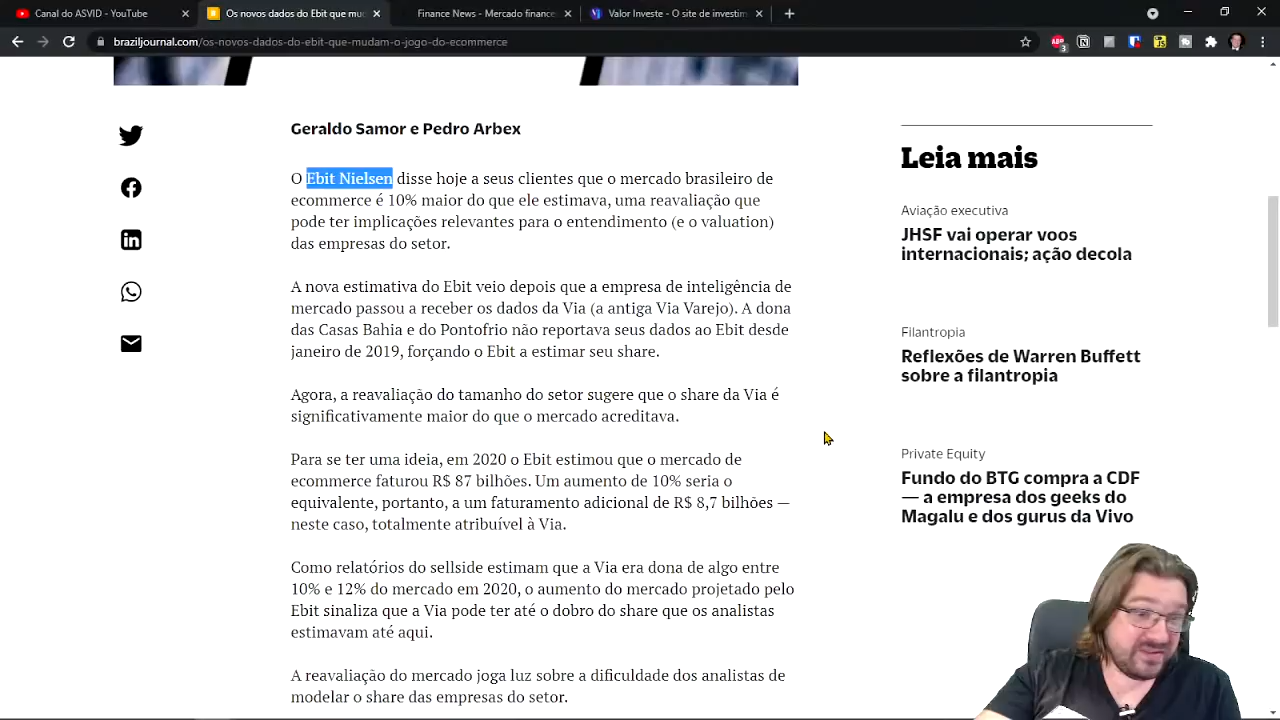 Canal do ASVID - YouTube
Os novos dados do Ebit que mu
Finance News - Mercado finance
Valor Investe - O site de investim
braziljournal.com/os-novos-dados-do-ebit-que-mudam-o-jogo-do-ecommerce
ABP
3
JS
Geraldo Samor e Pedro Arbex
O Ebit Nielsen disse hoje a seus clientes que o mercado brasileiro de
ecommerce é 10% maior do que ele estimava, uma reavaliação que
pode ter implicações relevantes para o entendimento (e o valuation)
das empresas do setor.
A nova estimativa do Ebit veio depois que a empresa de inteligência de
mercado passou a receber os dados da Via (a antiga Via Varejo). A dona
das Casas Bahia e do Pontofrio não reportava seus dados ao Ebit desde
janeiro de 2019, forçando o Ebit a estimar seu share.
Agora, a reavaliação do tamanho do setor sugere que o share da Via é
significativamente maior do que o mercado acreditava.
Para se ter uma ideia, em 2020 o Ebit estimou que o mercado de
ecommerce faturou R$ 87 bilhões. Um aumento de 10% seria o
equivalente, portanto, a um faturamento adicional de R$ 8,7 bilhões —
neste caso, totalmente atribuível à Via.
Como relatórios do sellside estimam que a Via era dona de algo entre
10% e 12% do mercado em 2020, o aumento do mercado projetado pelo
Ebit sinaliza que a Via pode ter até o dobro do share que os analistas
estimavam até aqui.
A reavaliação do mercado joga luz sobre a dificuldade dos analistas de
modelar o share das empresas do setor.
Leia mais
Aviação executiva
JHSF vai operar voos
internacionais; ação decola
Filantropia
Reflexões de Warren Buffett
sobre a filantropia
Private Equity
Fundo do BTG compra a CDF
— a empresa dos geeks do
Magalu e dos gurus da Vivo